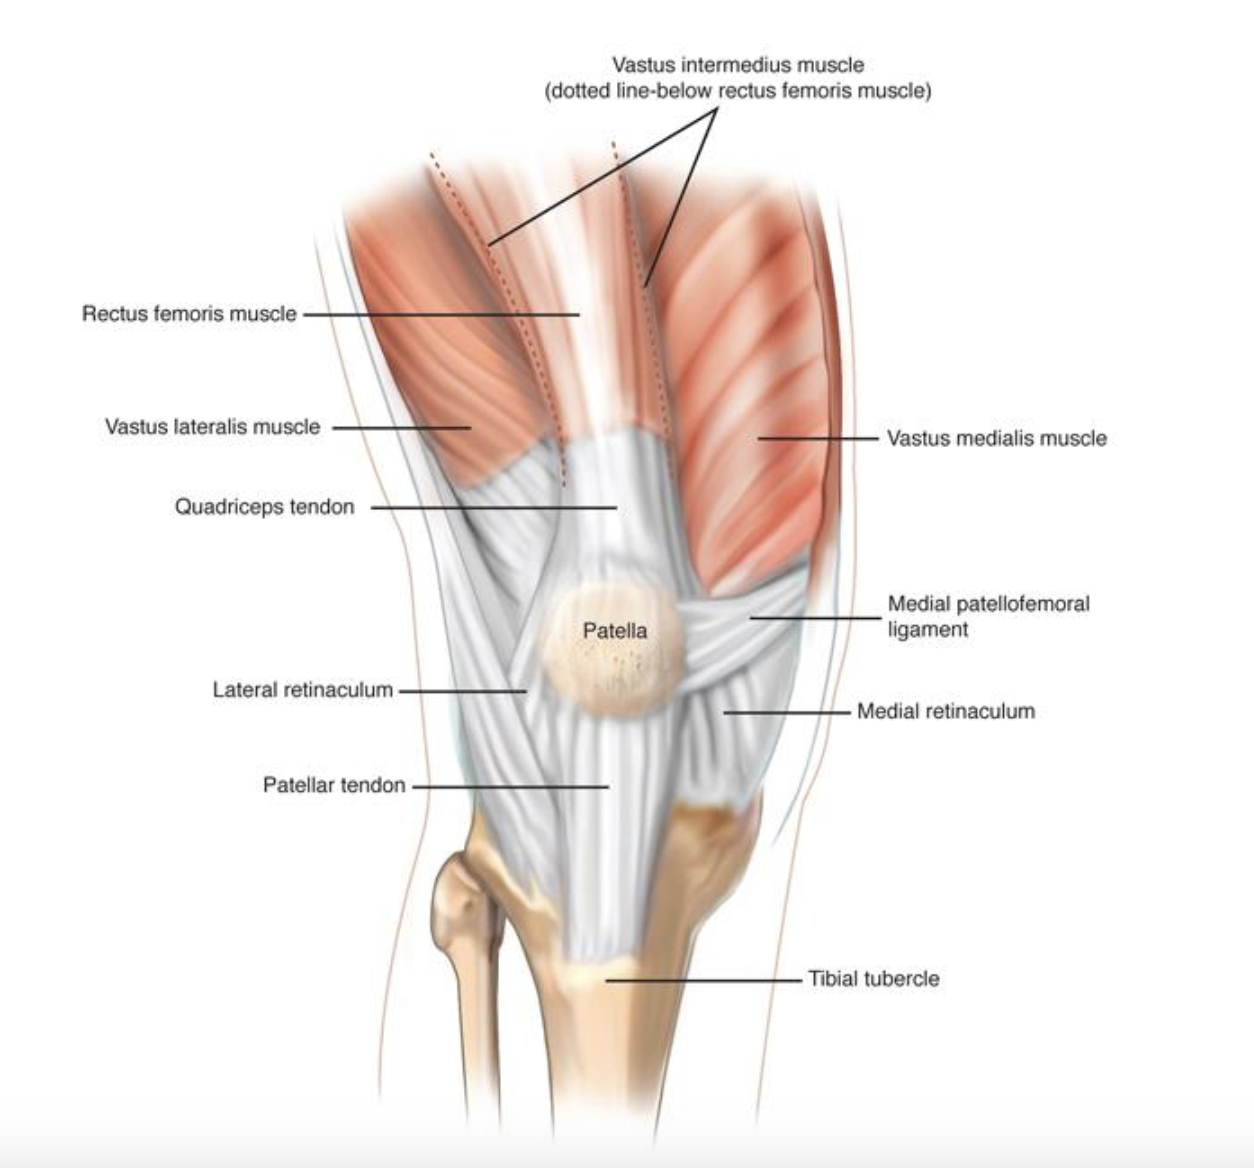 Vastus intermedius muscle
(dotted line-below rectus femoris muscle)
Rectus femoris muscle
Vastus lateralis muscle
Vastus medialis muscle
Quadriceps tendon
Medial patellofemoral
ligament
Patella
Lateral retinaculum
Medial retinaculum
Patellar tendon
Tibial tubercle